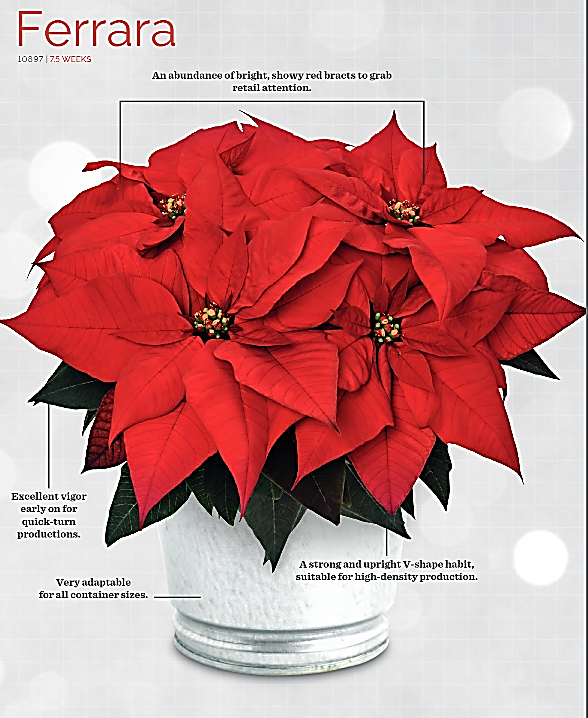 Ferrara
10897 | 7.5 WEEKS
An abundance of bright, showy red bracts to grab
retail attention.
Excellent vigor
early on for
quick-turn
productions.
A strong and upright V-shape habit,
suitable for high-density production.
Very adaptable
for all container sizes.